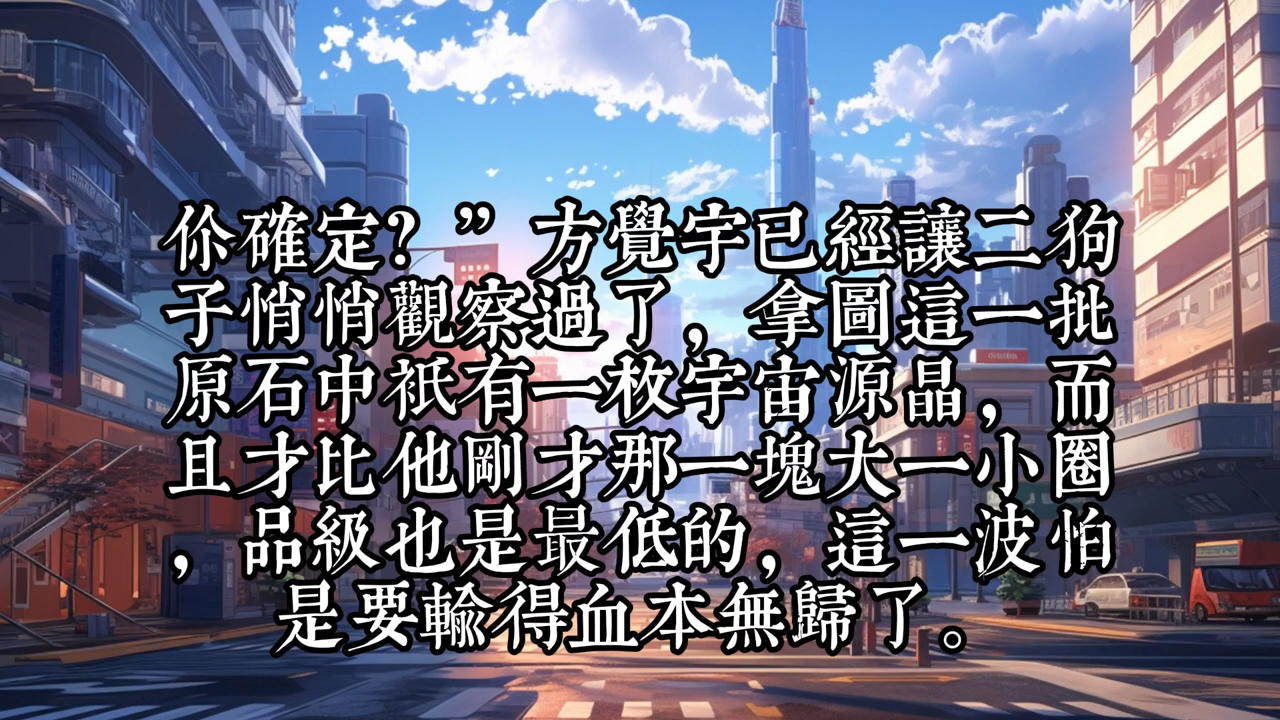 伱確定？”方覺宇已經讓二狗
子悄悄觀察過了，拿圖這一批
原石中衹有一枚宇宙源晶，而
且才比他剛才那一塊大一小圈
，品級也是最低的，這一波怕
是要輸得血本無歸了。